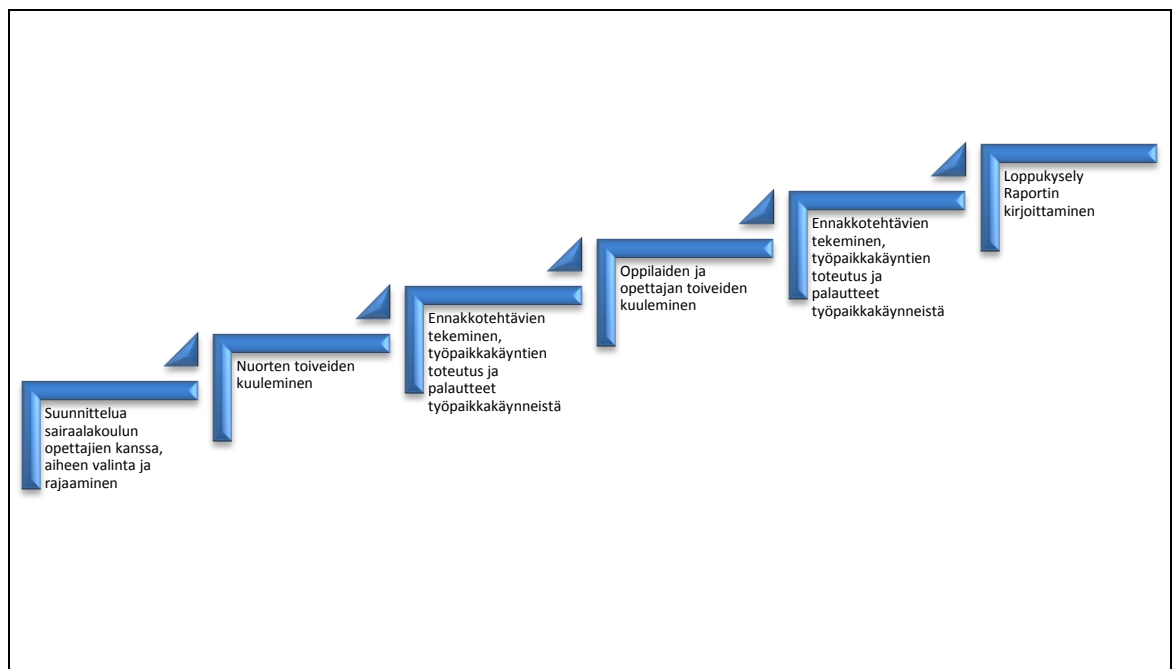 Suunnittelua
sairaalakoulun
opettajien kanssa,
aiheen valinta ja
rajaaminen
Nuorten toiveiden
kuuleminen
Ennakkotehtävien
tekeminen,
työpaikkakäyntien
toteutus ja
palautteet
työpaikkakäynneistä
Oppilaiden ja
opettajan toiveiden
kuuleminen
Ennakkotehtävien
tekeminen,
työpaikkakäyntien
toteutus ja
palautteet
työpaikkakäynneistä
Loppukysely
Raportin
kirjoittaminen